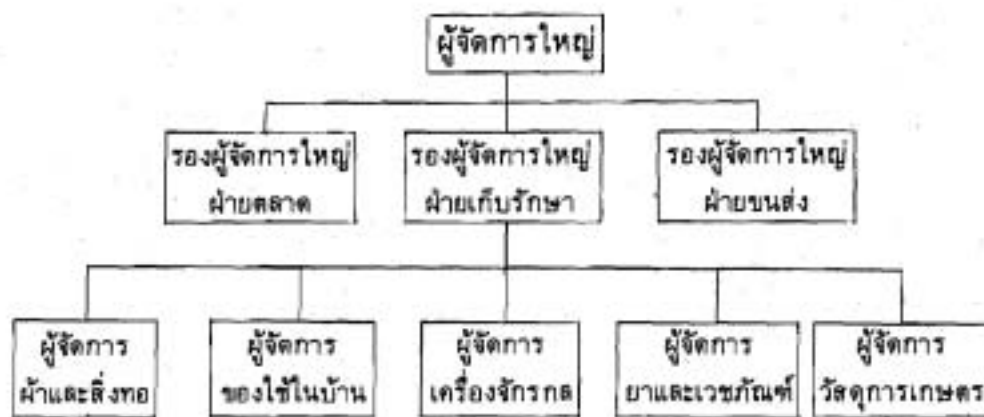 ผู้จัดการใหญ่
รองผู้จัดการใหญ่
ฝ่ายตลาด
รองผู้จัดการใหญ่
ฝ่ายเก็บรักษา
รองผู้จัดการใหญ่
ฝ่ายขนส่ง
ผู้จัดการ
ผ้าและสิ่งทอ
ผู้จัดการ
ของใช้ในบ้าน
ผู้จัดการ
เครื่องจักรกล
ผู้จัดการ
ยาและเวชภัณฑ์
ผู้จัดการ
วัสดุการเกษตร